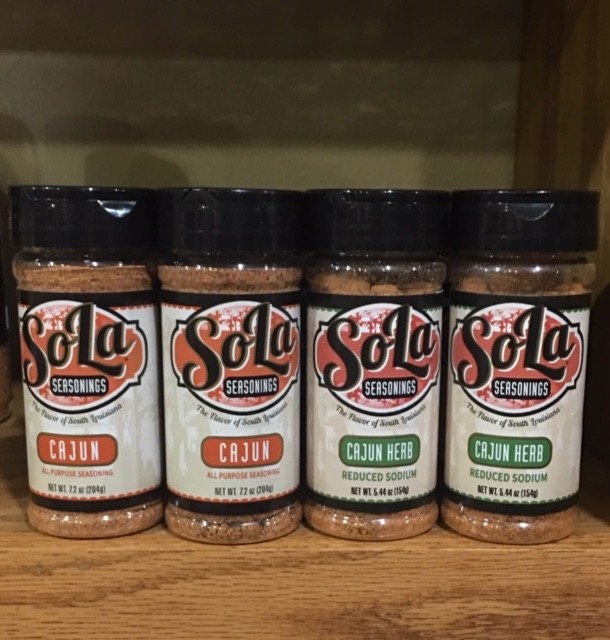 SoLa
SEASONINGS
The Flavor of South Louisiana
CAJUN
ALL PURPOSE SEASONING
NET WT. 7.2 oz (204g)
SoLa
SEASONINGS
The Flavor of South Louisiana
CAJUN
ALL PURPOSE SEASONING
NET WT. 7.2 oz (204g)
SoLa
SEASONINGS
The Flavor of South Louisiana
CAJUN HERB
REDUCED SODIUM
NET WT. 5.44 oz (154g)
SoLa
SEASONINGS
The Flavor of South Louisiana
CAJUN HERB
REDUCED SODIUM
NET WT. 5.44 oz (154g)